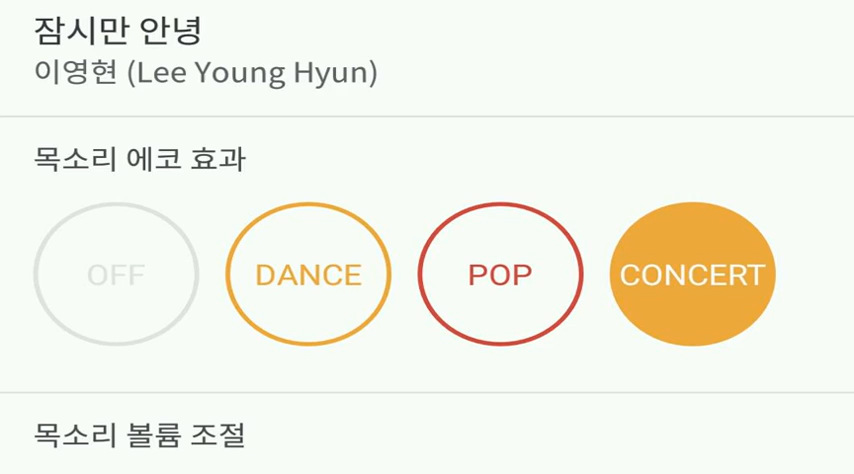 잠시만 안녕
이영현 (Lee Young Hyun)
목소리 에코 효과
OFF DANCE POP CONCERT
목소리 볼륨 조절